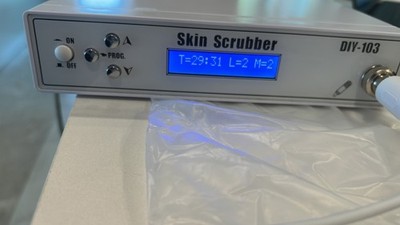 ON
OFF
A
PROG.
V
Skin Scrubber
T=29:31 L=2 M=2
DIY-103